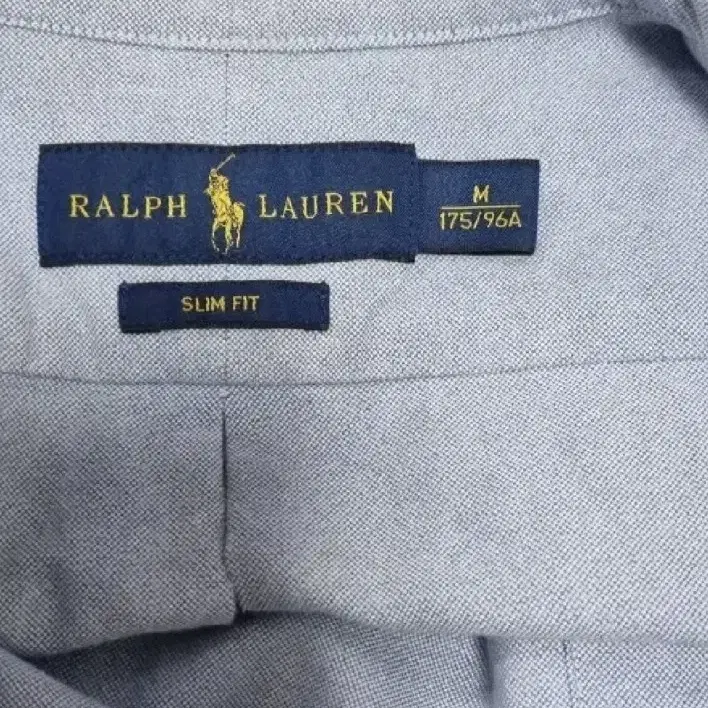 RALPH LAUREN
M
175/96A
SLIM FIT